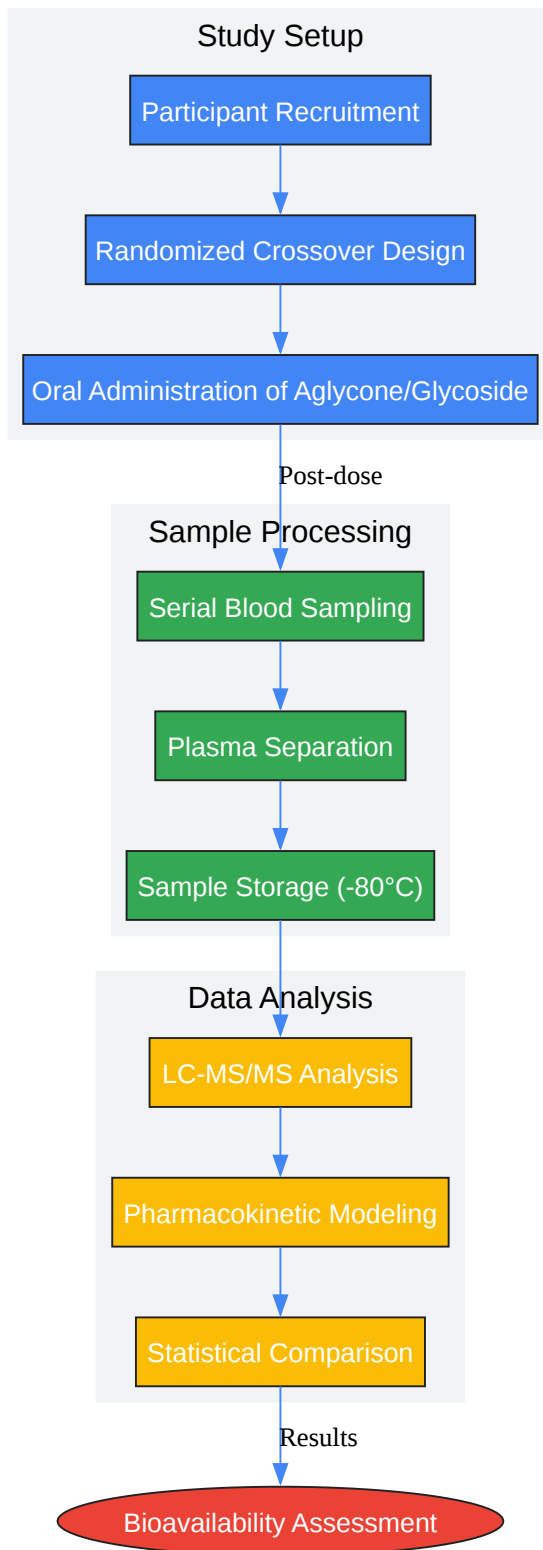 Study Setup
Participant Recruitment
Randomized Crossover Design
Oral Administration of Aglycone/Glycoside
Post-dose
Sample Processing
Serial Blood Sampling
Plasma Separation
Sample Storage (-80°C)
Data Analysis
LC-MS/MS Analysis
Pharmacokinetic Modeling
Statistical Comparison
Results
Bioavailability Assessment